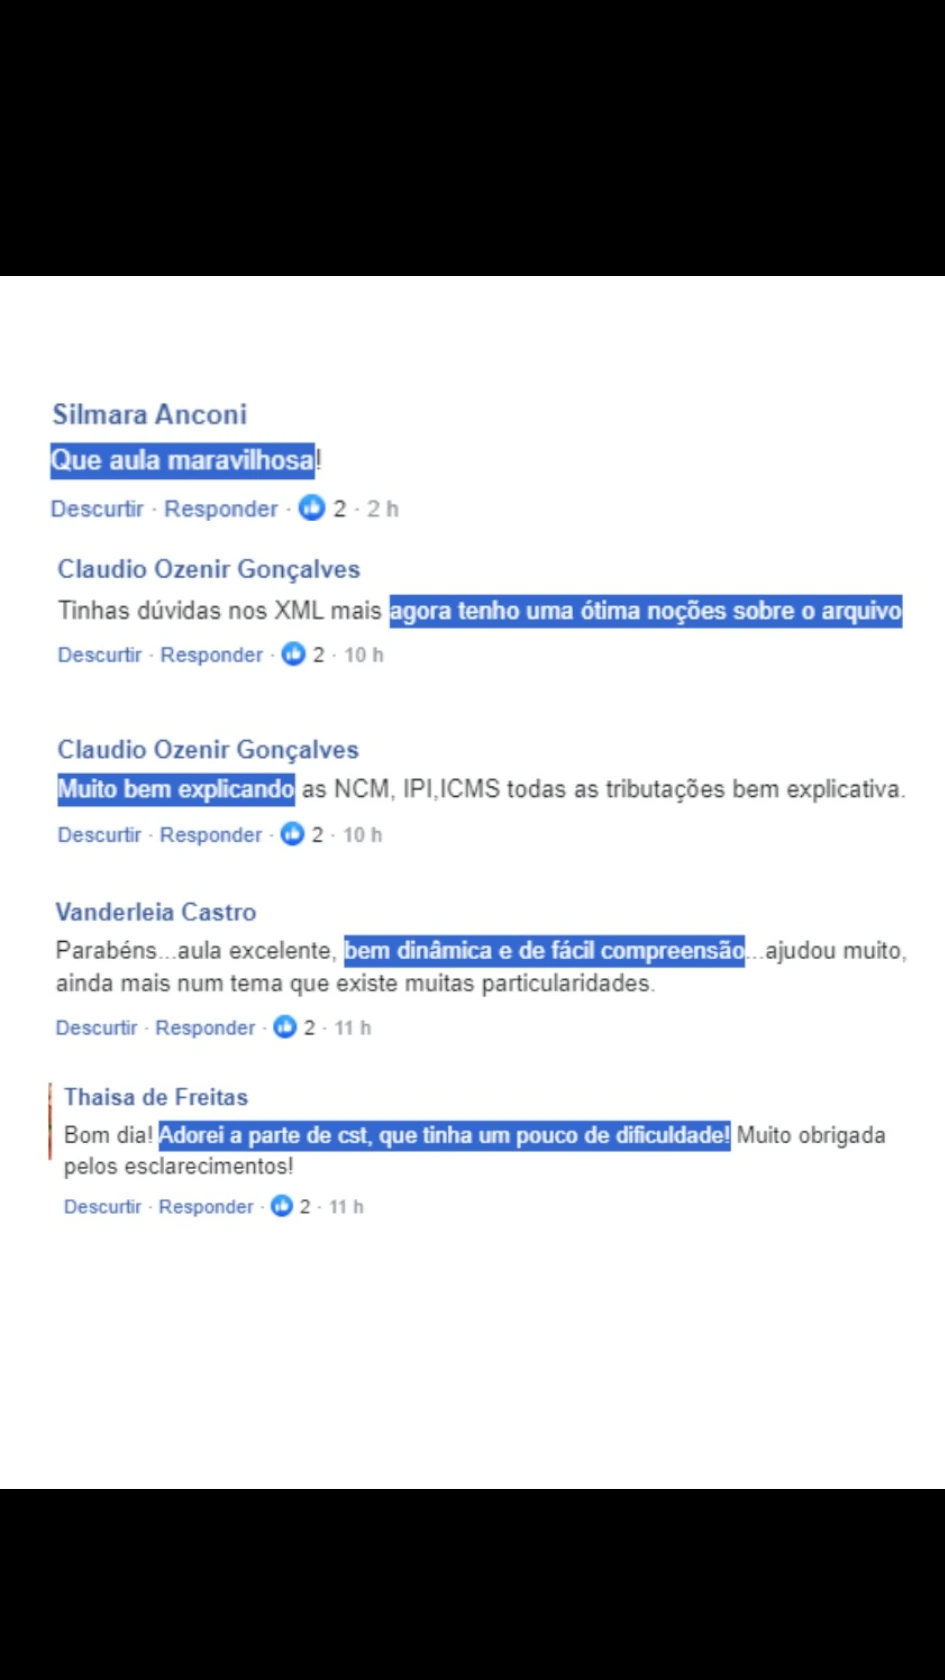 Silmara Anconi
Que aula maravilhosa!
Descurtir · Responder · 2 · 2 h
Claudio Ozenir Gonçalves
Tinhas dúvidas nos XML mais agora tenho uma ótima noções sobre o arquivo
Descurtir · Responder · 2 · 10 h
Claudio Ozenir Gonçalves
Muito bem explicando as NCM, IPI,ICMS todas as tributações bem explicativa.
Descurtir · Responder · 2 · 10 h
Vanderleia Castro
Parabéns...aula excelente, bem dinâmica e de fácil compreensão...ajudou muito,
ainda mais num tema que existe muitas particularidades.
Descurtir · Responder · 2 · 11 h
Thaisa de Freitas
Bom dia! Adorei a parte de cst, que tinha um pouco de dificuldade! Muito obrigada
pelos esclarecimentos!
Descurtir · Responder · 2 · 11 h